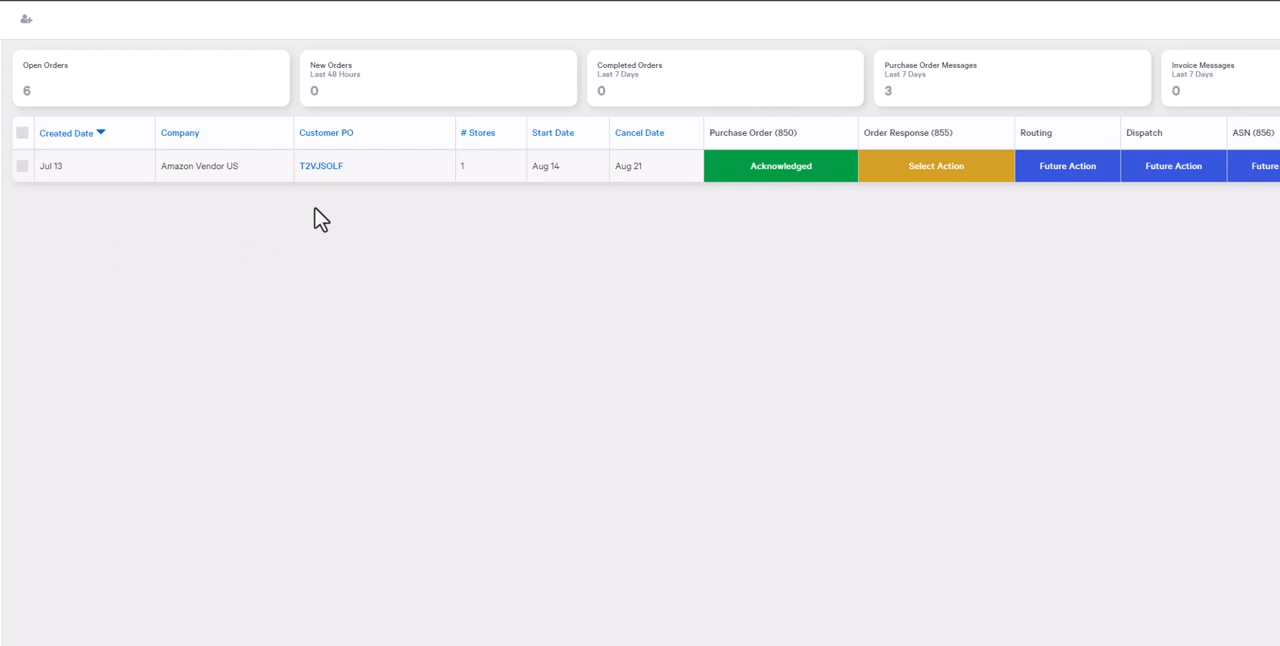 Open Orders
6
New Orders
Last 48 Hours
0
Completed Orders
Last 7 Days
0
Purchase Order Messages
Last 7 Days
3
Invoice Messages
Last 7 Days
0
Created Date Company Customer PO # Stores Start Date Cancel Date Purchase Order (850) Order Response (855) Routing Dispatch ASN (856)
Jul 13 Amazon Vendor US T2VJSOLF 1 Aug 14 Aug 21 Acknowledged Select Action Future Action Future Action Future